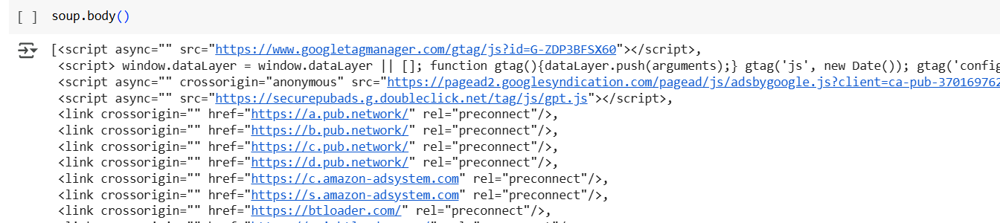 [ ] soup.body()
[<script async="" src="https://www.googletagmanager.com/gtag/js?id=G-ZDP3BFSX60"></script>,
<script> window.dataLayer = window.dataLayer || []; function gtag(){dataLayer.push(arguments);} gtag('js', new Date()); gtag('config
<script async="" crossorigin="anonymous" src="https://pagead2.googlesyndication.com/pagead/js/adsbygoogle.js?client=ca-pub-370169762
<script async="" src="https://securepubads.g.doubleclick.net/tag/js/gpt.js"></script>,
<link crossorigin="" href="https://a.pub.network/" rel="preconnect"/>,
<link crossorigin="" href="https://b.pub.network/" rel="preconnect"/>,
<link crossorigin="" href="https://c.pub.network/" rel="preconnect"/>,
<link crossorigin="" href="https://d.pub.network/" rel="preconnect"/>,
<link crossorigin="" href="https://c.amazon-adsystem.com" rel="preconnect"/>,
<link crossorigin="" href="https://s.amazon-adsystem.com" rel="preconnect"/>,
<link crossorigin="" href="https://btloader.com/" rel="preconnect"/>,